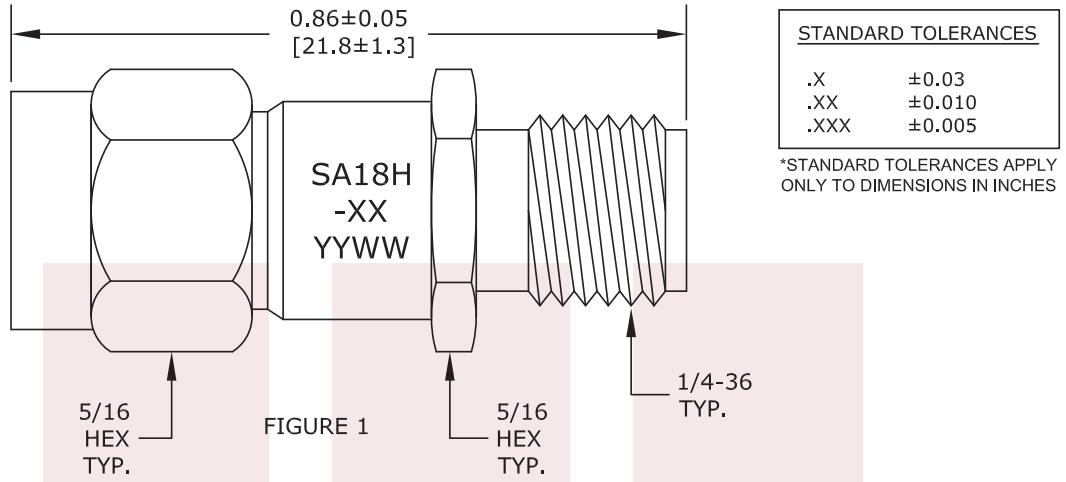 0.86±0.05
[21.8±1.3]
STANDARD TOLERANCES
.X ±0.03
.XX ±0.010
.XXX ±0.005
*STANDARD TOLERANCES APPLY
ONLY TO DIMENSIONS IN INCHES
SA18H
-XX
YYWW
5/16
HEX
TYP.
FIGURE 1
5/16
HEX
TYP.
1/4-36
TYP.